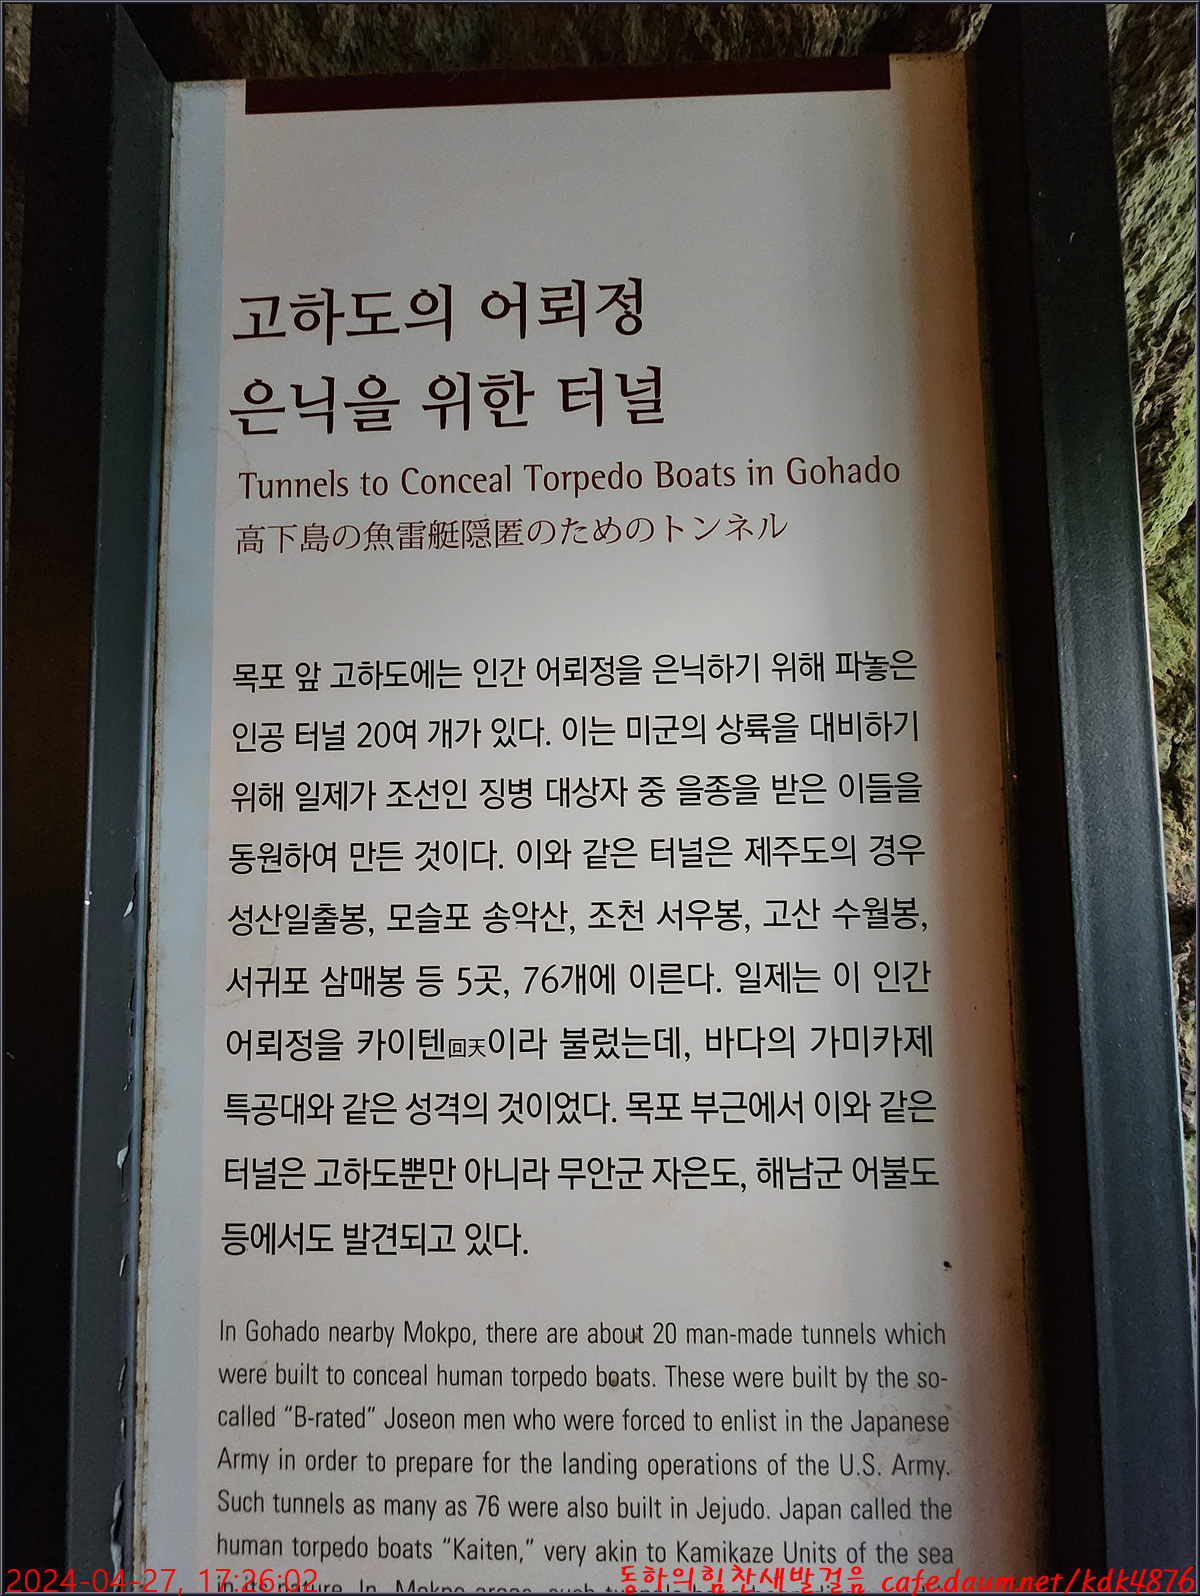 고하도의 어뢰정
은닉을 위한 터널
Tunnels to Conceal Torpedo Boats in Gohado
高下島の魚雷艇隠匿のためのトンネル
목포 앞 고하도에는 인간 어뢰정을 은닉하기 위해 파놓은
인공 터널 20여 개가 있다. 이는 미군의 상륙을 대비하기
위해 일제가 조선인 징병 대상자 중 을종을 받은 이들을
동원하여 만든 것이다. 이와 같은 터널은 제주도의 경우
성산일출봉, 모슬포 송악산, 조천 서우봉, 고산 수월봉,
서귀포 삼매봉 등 5곳, 76개에 이른다. 일제는 이 인간
어뢰정을 카이텐回天이라 불렀는데, 바다의 가미카제
특공대와 같은 성격의 것이었다. 목포 부근에서 이와 같은
터널은 고하도뿐만 아니라 무안군 자은도, 해남군 어불도
등에서도 발견되고 있다.
In Gohado nearby Mokpo, there are about 20 man-made tunnels which
were built to conceal human torpedo boats. These were built by the so-
called “B-rated” Joseon men who were forced to enlist in the Japanese
Army in order to prepare for the landing operations of the U.S. Army.
Such tunnels as many as 76 were also built in Jejudo. Japan called the
human torpedo boats “Kaiten,” very akin to Kamikaze Units of the sea
in its nature. In Mokpo areas, such
2024-04-27, 17:26:02
동하의힘찬새발걸음 cafe.daum.net/kdk4876